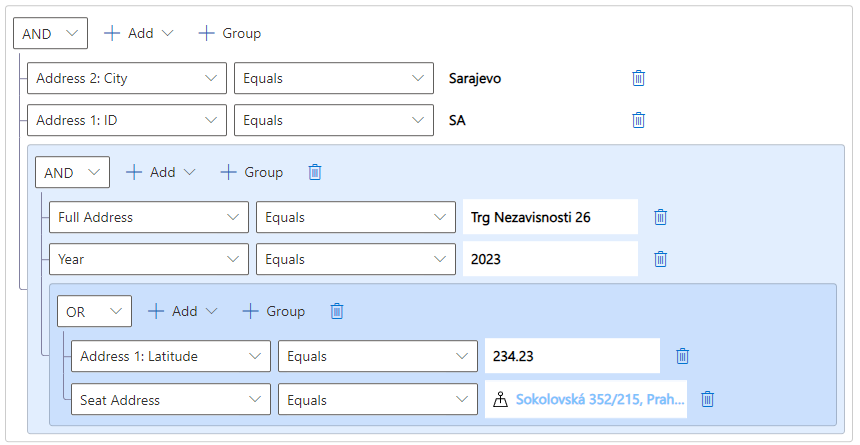 AND Add Group
Address 2: City Equals Sarajevo
Address 1: ID Equals SA
AND Add Group
Full Address Equals Trg Nezavisnosti 26
Year Equals 2023
OR Add Group
Address 1: Latitude Equals 234.23
Seat Address Equals Sokolovská 352/215, Prah...